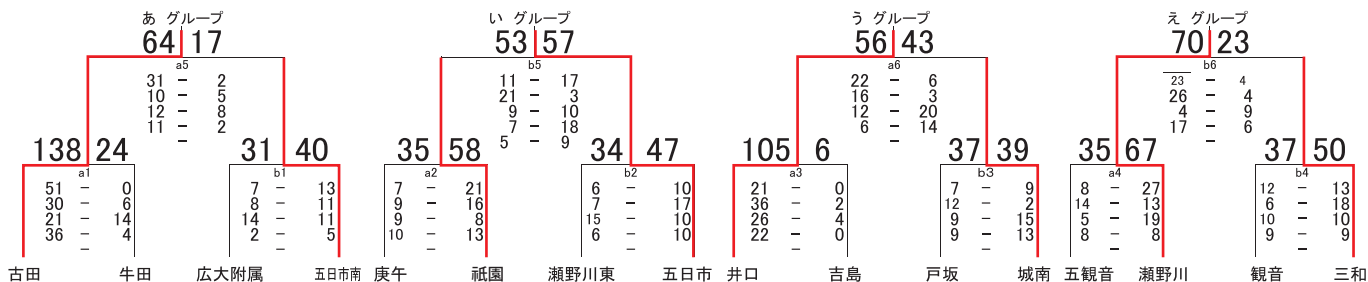 あ グループ い グループ う グループ え グループ
64 17 53 57 56 43 70 23
a5 b5 a6 b6
31 － 2 11 － 17 22 － 6 23 － 4
10 － 5 21 － 3 16 － 3 26 － 4
12 － 8 9 － 10 12 － 20 4 － 9
11 － 2 7 － 18 6 － 14 17 － 6
－ 5 － 9 － －
138 24 31 40 35 58 34 47 105 6 37 39 35 67 37 50
a1 b1 a2 b2 a3 b3 a4 b4
51 － 0 7 － 13 7 － 21 6 － 10 21 － 0 7 － 9 8 － 27 12 － 13
30 － 6 8 － 11 9 － 16 7 － 17 36 － 2 12 － 2 14 － 13 6 － 18
21 － 14 14 － 11 9 － 8 15 － 10 26 － 4 9 － 15 5 － 19 10 － 10
36 － 4 2 － 5 10 － 13 6 － 10 22 － 0 9 － 13 8 － 8 9 － 9
－ － － － － － － －
古田 牛田 広大附属 五日市南 庚午 祇園 瀬野川東 五日市 井口 吉島 戸坂 城南 五観音 瀬野川 観音 三和